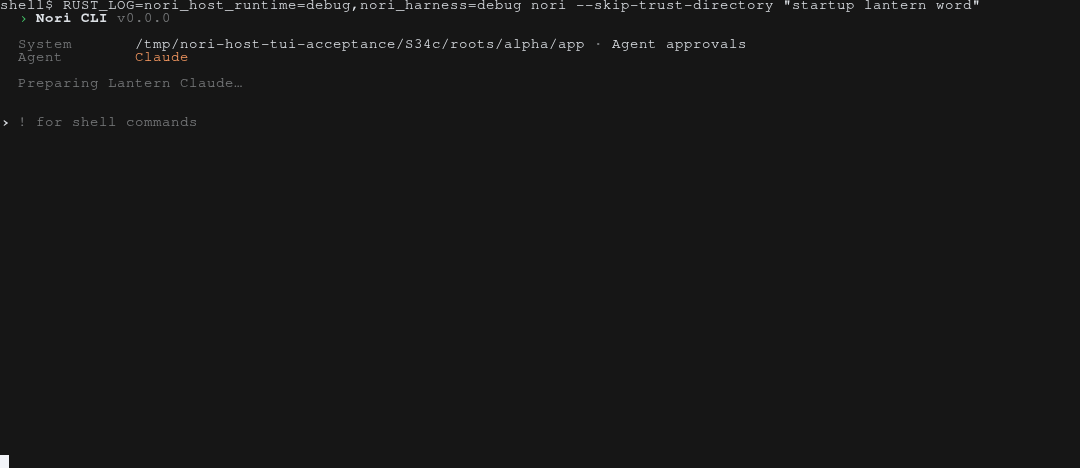 shell$ RUST_LOG=nori_host_runtime=debug,nori_harness=debug nori --skip-trust-directory "startup lantern word"
› Nori CLI v0.0.0
System /tmp/nori-host-tui-acceptance/S34c/roots/alpha/app · Agent approvals
Agent Claude
Preparing Lantern Claude…
› ! for shell commands